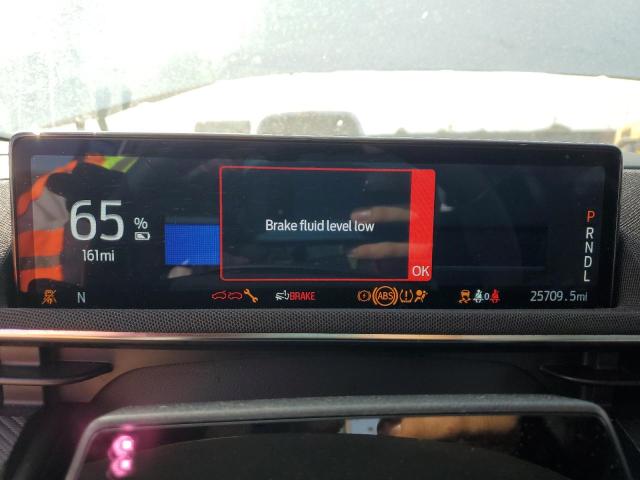 65 %
161mi
Brake fluid level low
OK
P
R
N
D
L
N
BRAKE
ABS
25709.5mi